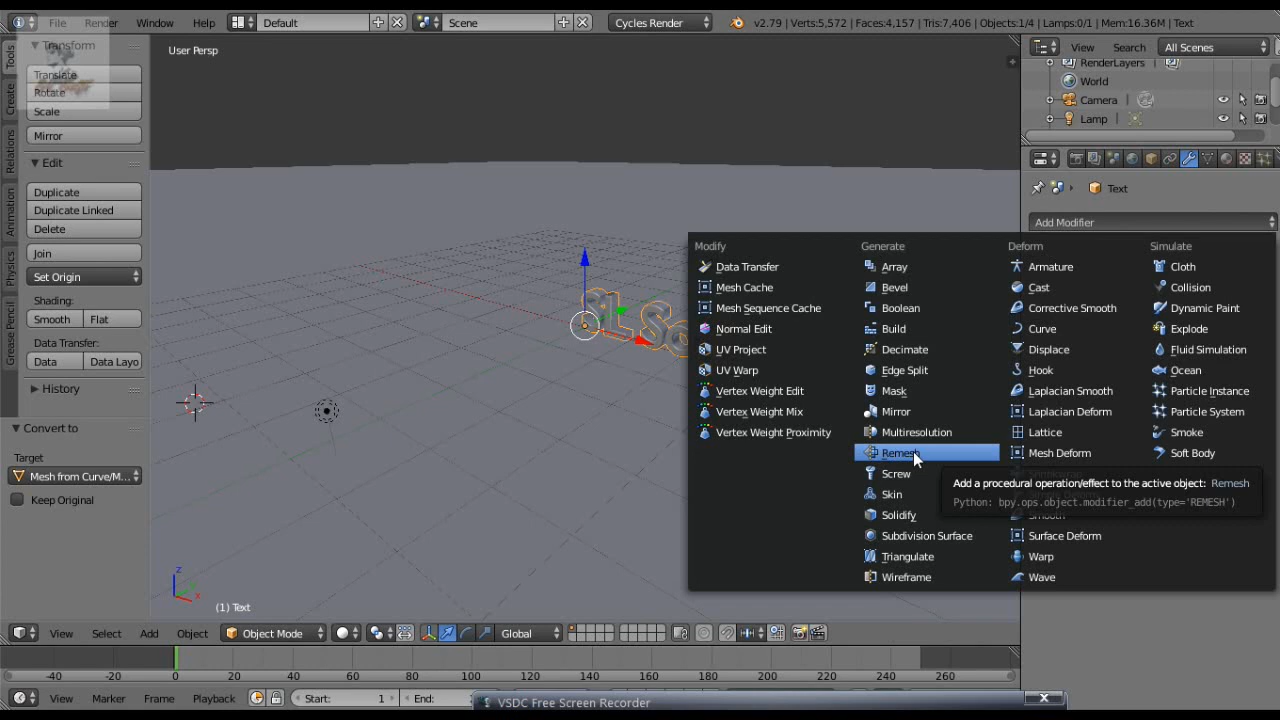 File Render Window Help Default Scene Cycles Render v2.79 | Verts:5,572 | Faces:4,157 | Tris:7,406 | Objects:1/4 | Lamps:0/1 | Mem:16.36M | Text
Tools
Create
Relations
Animation
Physics
Grease Pencil
Transform
Translate
Rotate
Scale
Mirror
Edit
Duplicate
Duplicate Linked
Delete
Join
Set Origin
Shading:
Smooth Flat
Data Transfer:
Data Data Layo
History
Convert to
Target
Mesh from Curve/M...
Keep Original
User Persp
z
x
(1) Text
View Search All Scenes
RenderLayers
World
Camera
Lamp
Text
Add Modifier
Modify
Data Transfer
Mesh Cache
Mesh Sequence Cache
Normal Edit
UV Project
UV Warp
Vertex Weight Edit
Vertex Weight Mix
Vertex Weight Proximity
Generate
Array
Bevel
Boolean
Build
Decimate
Edge Split
Mask
Mirror
Multiresolution
Remesh
Screw
Skin
Solidify
Subdivision Surface
Triangulate
Wireframe
Deform
Armature
Cast
Corrective Smooth
Curve
Displace
Hook
Laplacian Smooth
Laplacian Deform
Lattice
Mesh Deform
Surface Deform
Warp
Wave
Simulate
Cloth
Collision
Dynamic Paint
Explode
Fluid Simulation
Ocean
Particle Instance
Particle System
Smoke
Soft Body
Add a procedural operation/effect to the active object: Remesh
Python: bpy.ops.object.modifier_add(type='REMESH')
View Select Add Object Object Mode Global
-40 -20 0 20 40 60 80 100 120 140 160 180 200 220 240 260
View Marker Frame Playback Start: 1 End:
VSDC Free Screen Recorder